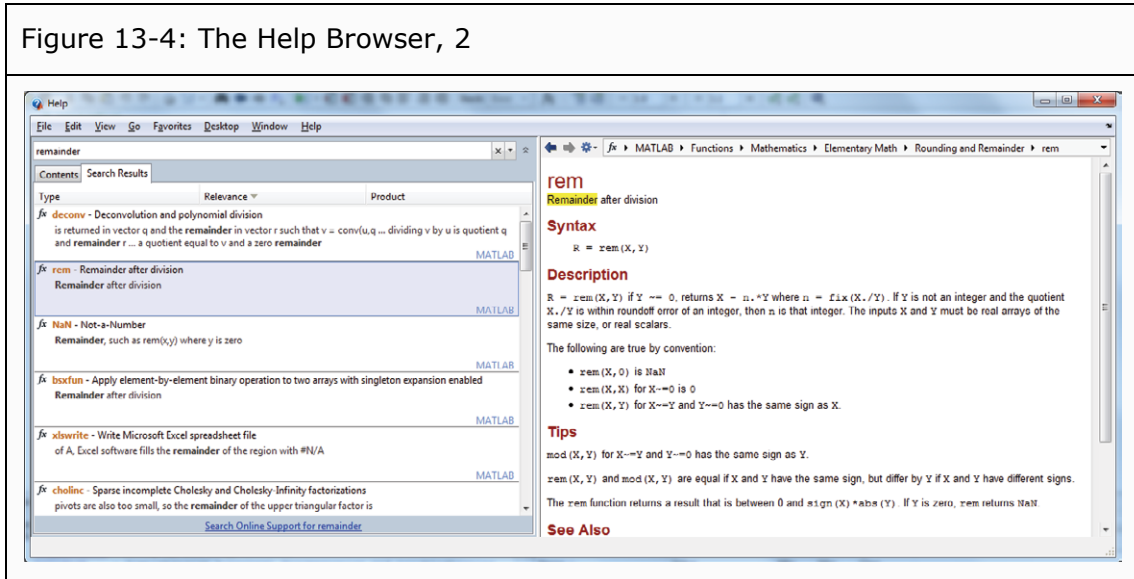 Figure 13-4: The Help Browser, 2
Help
File Edit View Go Favorites Desktop Window Help
remainder
Contents Search Results
Type Relevance Product
fx deconv - Deconvolution and polynomial division
is returned in vector q and the remainder in vector r such that v = conv(u,q ... dividing v by u is quotient q
and remainder r ... a quotient equal to v and a zero remainder
MATLAB
fx rem - Remainder after division
Remainder after division
MATLAB
fx NaN - Not-a-Number
Remainder, such as rem(x,y) where y is zero
MATLAB
fx bsxfun - Apply element-by-element binary operation to two arrays with singleton expansion enabled
Remainder after division
MATLAB
fx xlswrite - Write Microsoft Excel spreadsheet file
of A, Excel software fills the remainder of the region with #N/A
MATLAB
fx cholinc - Sparse incomplete Cholesky and Cholesky-Infinity factorizations
pivots are also too small, so the remainder of the upper triangular factor is
Search Online Support for remainder
fx ▸ MATLAB ▸ Functions ▸ Mathematics ▸ Elementary Math ▸ Rounding and Remainder ▸ rem
rem
Remainder after division
Syntax
R = rem(X,Y)
Description
R = rem(X,Y) if Y ~= 0, returns X - n.*Y where n = fix(X./Y). If Y is not an integer and the quotient
X./Y is within roundoff error of an integer, then n is that integer. The inputs X and Y must be real arrays of the
same size, or real scalars.
The following are true by convention:
• rem(X,0) is NaN
• rem(X,X) for X~=0 is 0
• rem(X,Y) for X~=Y and Y~=0 has the same sign as X.
Tips
mod(X,Y) for X~=Y and Y~=0 has the same sign as Y.
rem(X,Y) and mod(X,Y) are equal if X and Y have the same sign, but differ by Y if X and Y have different signs.
The rem function returns a result that is between 0 and sign(X)*abs(Y). If Y is zero, rem returns NaN.
See Also